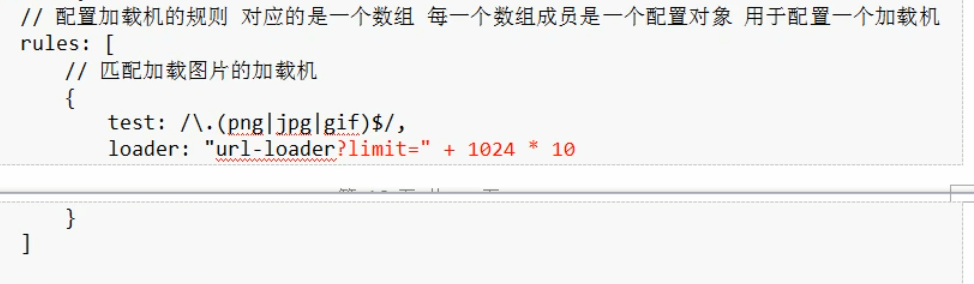 // 配置加载机的规则 对应的是一个数组 每一个数组成员是一个配置对象 用于配置一个加载机
rules: [
// 匹配加载图片的加载机
{
test: /\.(png|jpg|gif)$/,
loader: "url-loader?limit=" + 1024 * 10
}
]